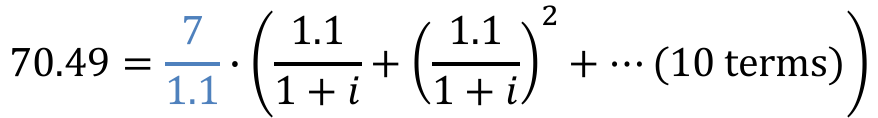 70.49 = 7/1.1 · (1.1/(1 + i) + (1.1/(1 + i))² + ⋯ (10 terms))